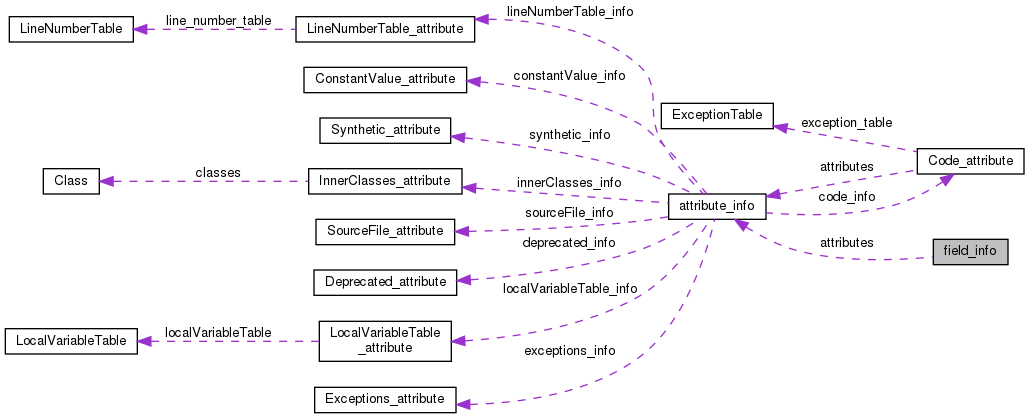 LineNumberTable
line_number_table
LineNumberTable_attribute
lineNumberTable_info
ConstantValue_attribute
constantValue_info
Synthetic_attribute
synthetic_info
ExceptionTable
exception_table
Code_attribute
attributes
code_info
Class
classes
InnerClasses_attribute
innerClasses_info
attribute_info
SourceFile_attribute
sourceFile_info
attributes
field_info
Deprecated_attribute
deprecated_info
LocalVariableTable
localVariableTable
LocalVariableTable
_attribute
localVariableTable_info
Exceptions_attribute
exceptions_info